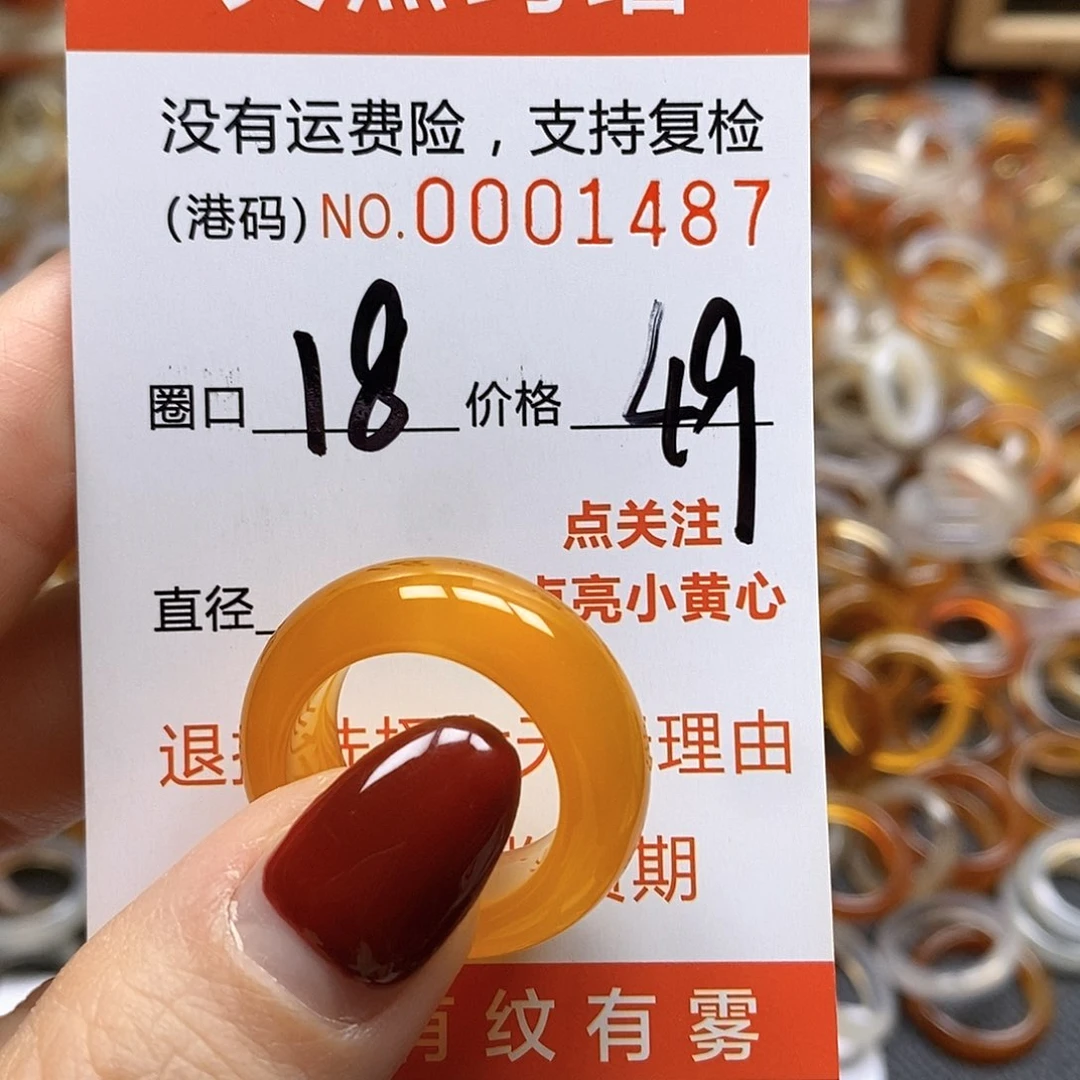 没有运费险，支持复检
(港码) NO.0001487
圈口 18 价格 49
点关注
直径 亮小黄心
退 理由
期
有纹有雾